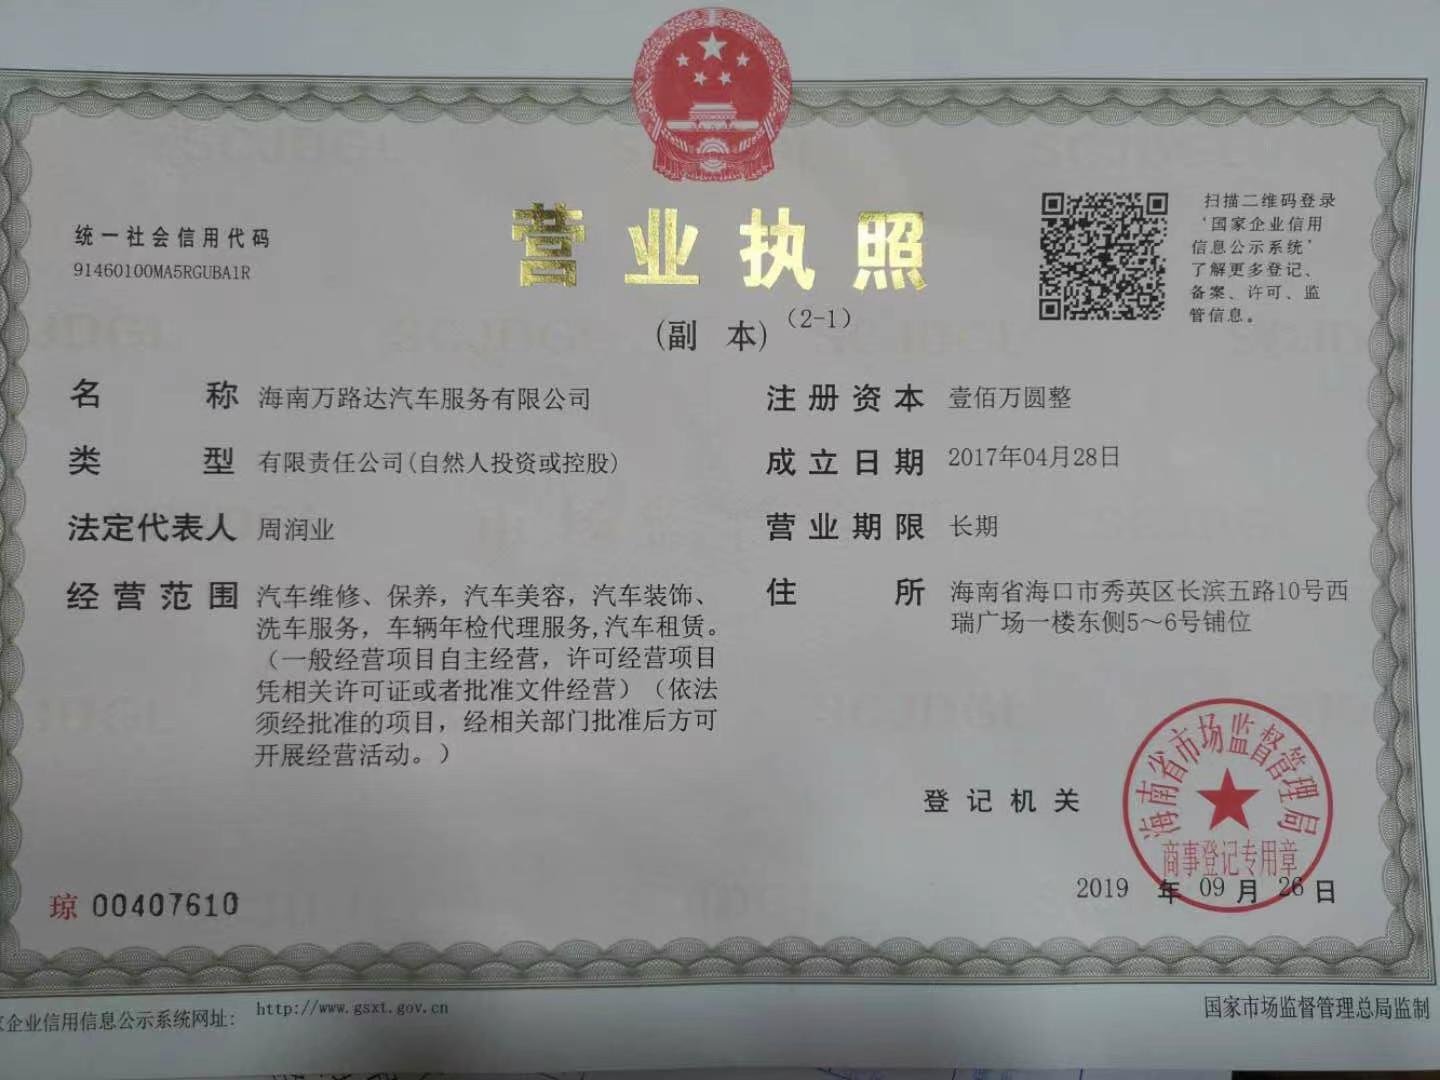 统一社会信用代码
91460100MA5RGUBA1R
营业执照
(副 本)（2-1）
扫描二维码登录
‘国家企业信用
信息公示系统’
了解更多登记、
备案、许可、监
管信息。
名 称 海南万路达汽车服务有限公司
类 型 有限责任公司(自然人投资或控股)
法定代表人 周润业
经营范围 汽车维修、保养，汽车美容，汽车装饰、
洗车服务，车辆年检代理服务,汽车租赁。
（一般经营项目自主经营，许可经营项目
凭相关许可证或者批准文件经营）（依法
须经批准的项目，经相关部门批准后方可
开展经营活动。）
注册资本 壹佰万圆整
成立日期 2017年04月28日
营业期限 长期
住 所 海南省海口市秀英区长滨五路10号西
瑞广场一楼东侧5～6号铺位
登记机关
海南省市场监督管理局
商事登记专用章
2019 年 09 月 26 日
琼 00407610
企业信用信息公示系统网址: http://www.gsxt.gov.cn
国家市场监督管理总局监制